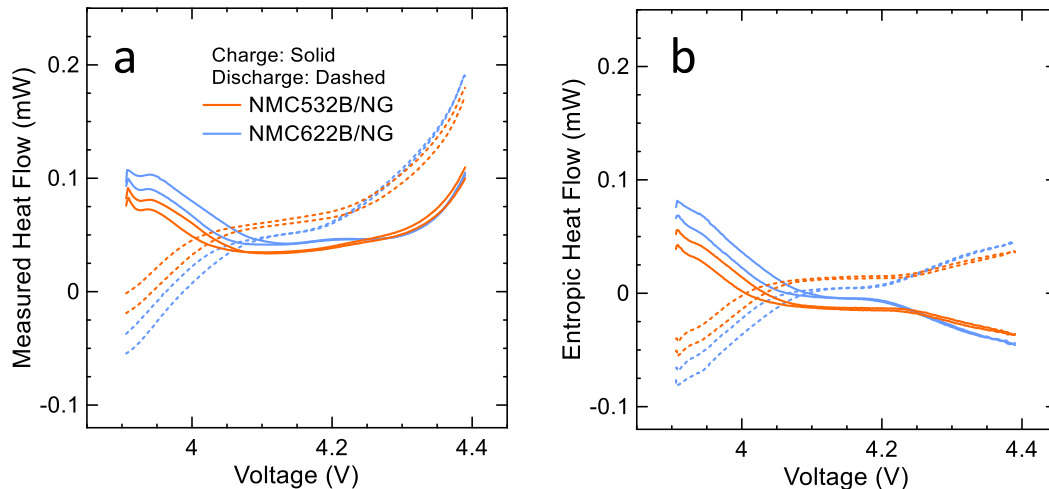 a
Charge: Solid
Discharge: Dashed
NMC532B/NG
NMC622B/NG
Measured Heat Flow (mW)
0.2
0.1
0
-0.1
4
4.2
4.4
Voltage (V)
b
Entropic Heat Flow (mW)
0.2
0.1
0
-0.1
4
4.2
4.4
Voltage (V)